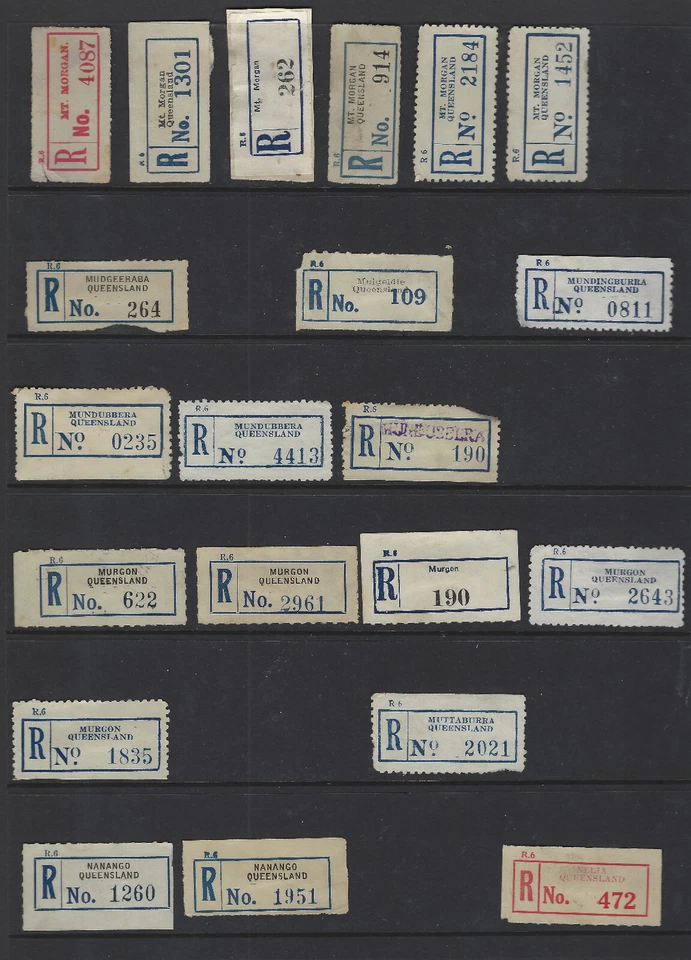 R.6
MT. MORGAN.
R No. 4087
R.6
Mt. Morgan
Queensland
R No. 1301
R.6
Mt. Morgan
R 262
R.6
MT. MORGAN
QUEENSLAND
R No. 914
R 6
MT. MORGAN
QUEENSLAND
R No 2184
R.6
MT. MORGAN
QUEENSLAND
R No 1452
R.6
MUDGEERABA
QUEENSLAND
R No. 264
R.6
Mulgildie
Queensland
R No. 109
R.6
MUNDINGBURRA
QUEENSLAND
R No 0811
R.6
MUNDUBBERA
QUEENSLAND
R No 0235
R.6
MUNDUBBERA
QUEENSLAND
R No 4413
R.6
MUNDUBBERA
R No 190
R.6
MURGON
QUEENSLAND
R No. 622
R.6
MURGON
QUEENSLAND
R No. 2961
R.6
Murgon
R 190
R.6
MURGON
QUEENSLAND
R No 2643
R.6
MURGON
QUEENSLAND
R No 1835
R 6
MUTTABURRA
QUEENSLAND
R No 2021
R.6
NANANGO
QUEENSLAND
R No. 1260
R.6
NANANGO
QUEENSLAND
R No. 1951
R.6
NELIA
QUEENSLAND
R No. 472